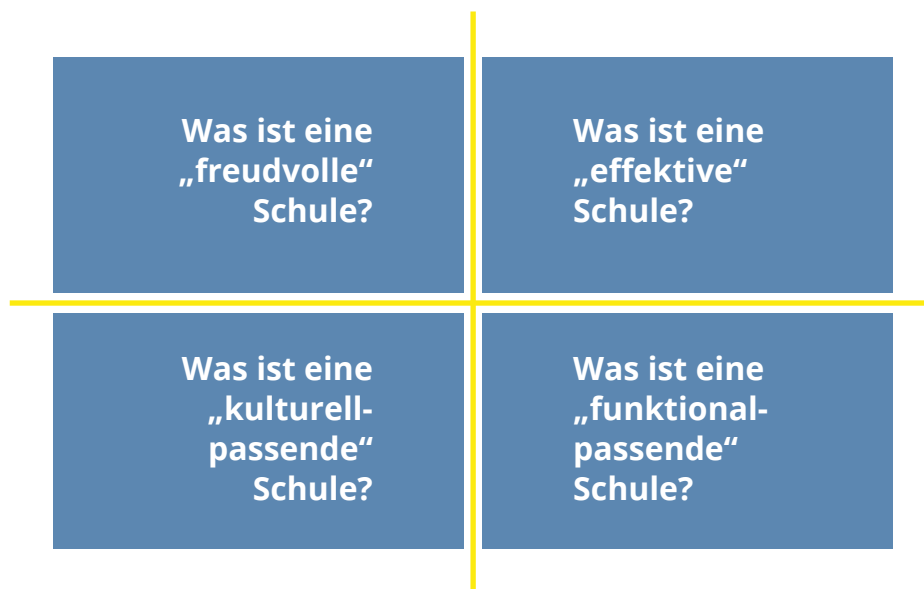 Was ist eine
„freudvolle“
Schule?
Was ist eine
„effektive“
Schule?
Was ist eine
„kulturell-
passende“
Schule?
Was ist eine
„funktional-
passende“
Schule?